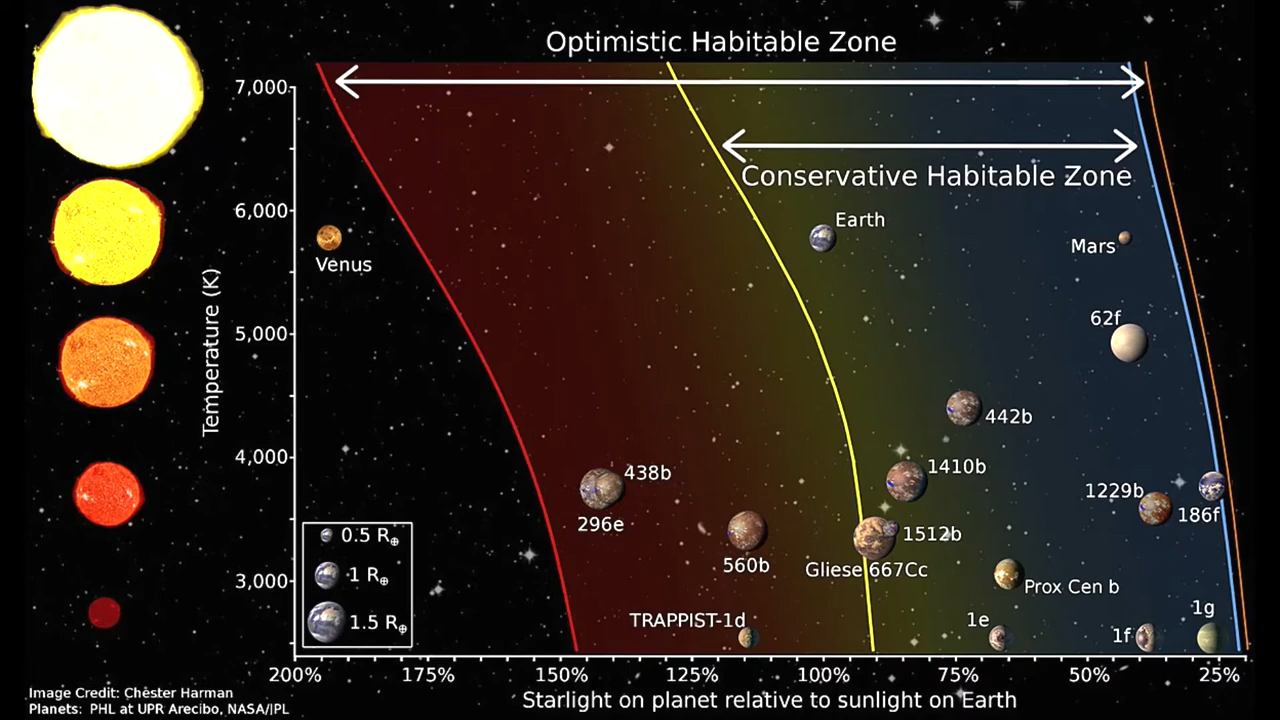 Optimistic Habitable Zone
7,000
Conservative Habitable Zone
6,000
Earth
Mars
Venus
Temperature (K)
62f
5,000
442b
4,000
438b
1410b
1229b
296e
186f
0.5 R⊕
1512b
560b
Gliese 667Cc
1 R⊕
3,000
Prox Cen b
1.5 R⊕
TRAPPIST-1d
1e
1f
1g
200% 175% 150% 125% 100% 75% 50% 25%
Starlight on planet relative to sunlight on Earth
Image Credit: Chester Harman
Planets: PHL at UPR Arecibo, NASA/JPL